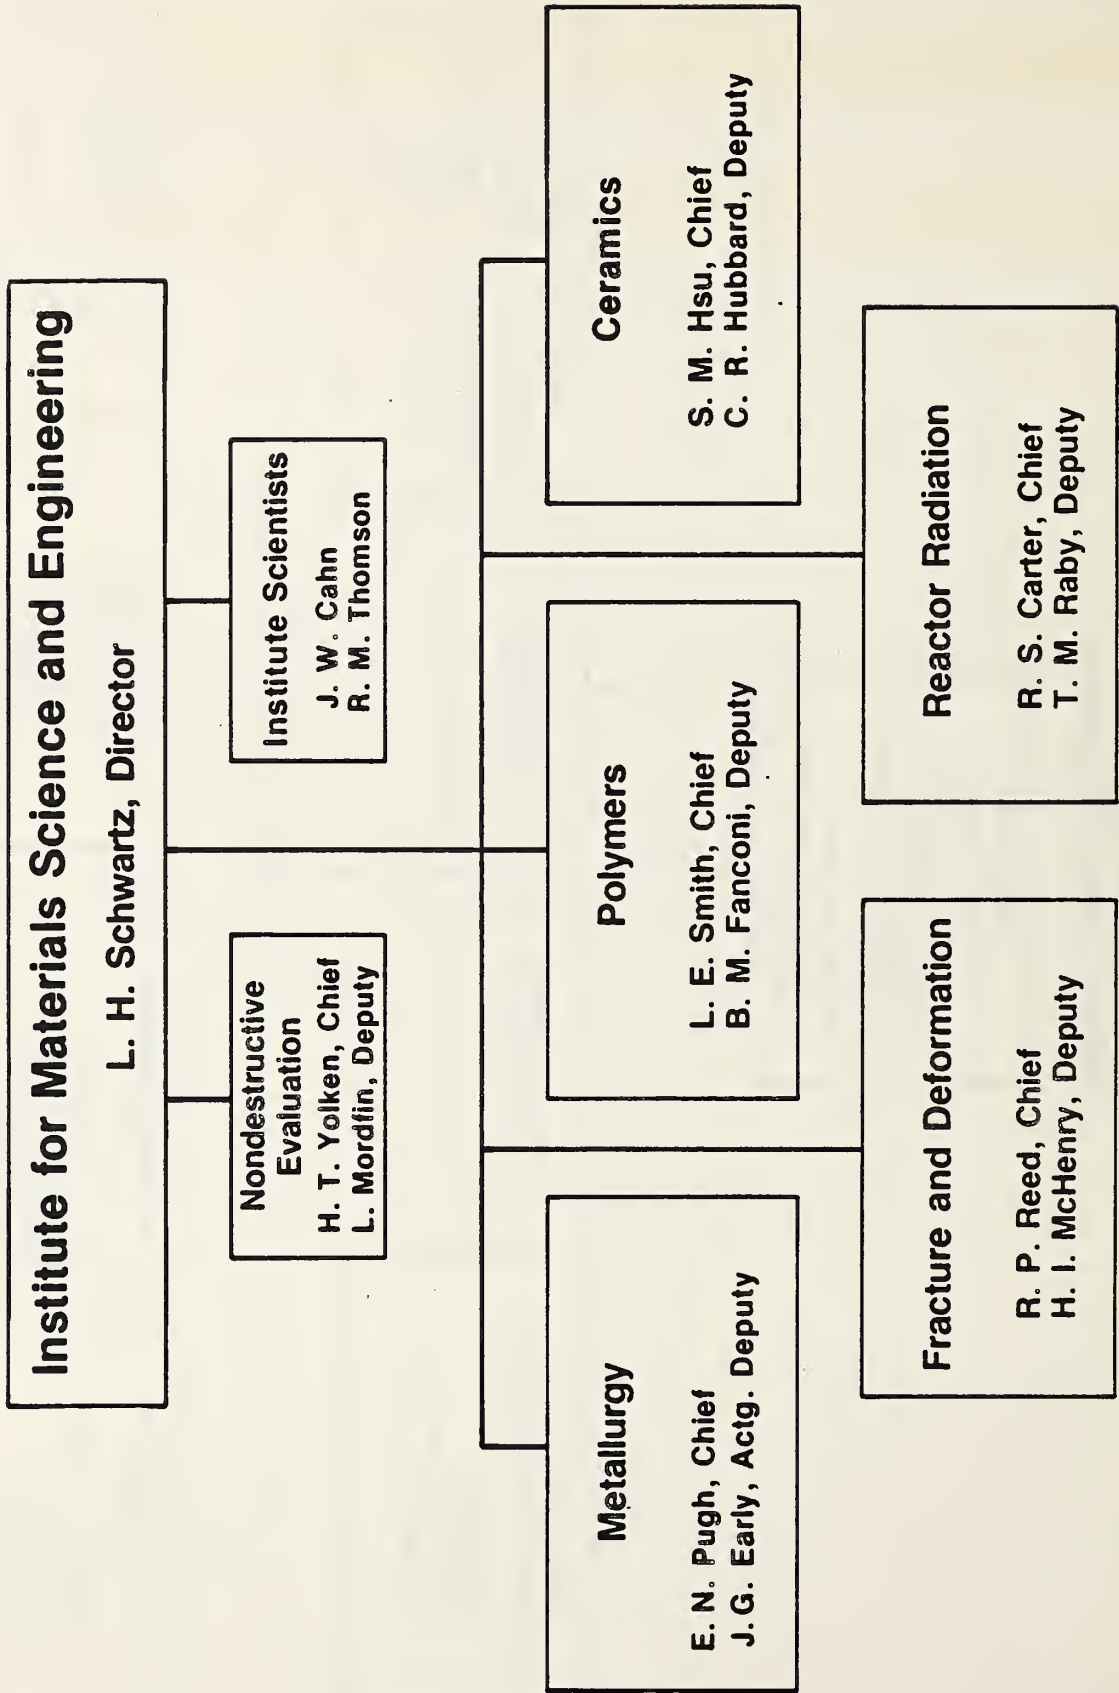 Institute for Materials Science and Engineering
L. H. Schwartz, Director
Nondestructive
Evaluation
H. T. Yolken, Chief
L. Mordfin, Deputy
Institute Scientists
J. W. Cahn
R. M. Thomson
Metallurgy
E. N. Pugh, Chief
J. G. Early, Actg. Deputy
Polymers
L. E. Smith, Chief
B. M. Fanconi, Deputy
Ceramics
S. M. Hsu, Chief
C. R. Hubbard, Deputy
Fracture and Deformation
R. P. Reed, Chief
H. I. McHenry, Deputy
Reactor Radiation
R. S. Carter, Chief
T. M. Raby, Deputy